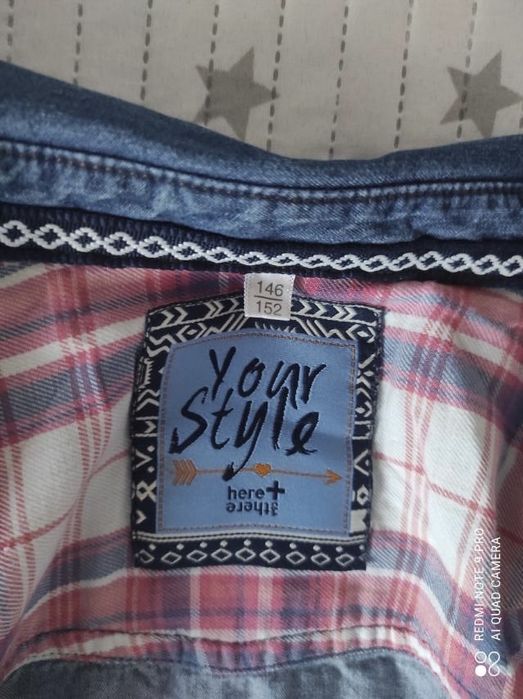 146
152
Your
Style
here+
there
REDMI NOTE 9 PRO
AI QUAD CAMERA